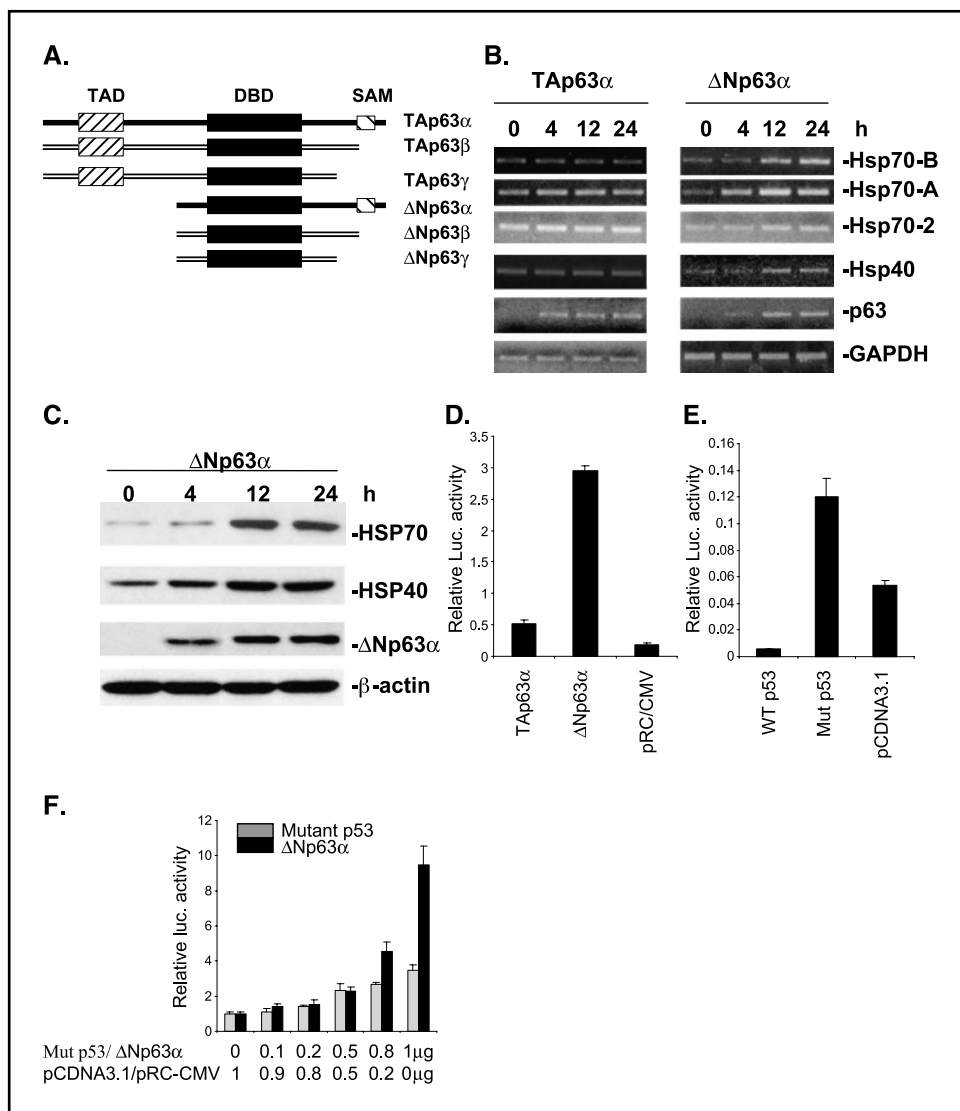 A.
TAD DBD SAM
TAp63α
TAp63β
TAp63γ
ΔNp63α
ΔNp63β
ΔNp63γ
B.
TAp63α ΔNp63α
0 4 12 24 0 4 12 24 h
-Hsp70-B
-Hsp70-A
-Hsp70-2
-Hsp40
-p63
-GAPDH
C.
ΔNp63α
0 4 12 24 h
-HSP70
-HSP40
-ΔNp63α
-β-actin
D.
Relative Luc. activity
3.5
3
2.5
2
1.5
1
0.5
0
TAp63α
ΔNp63α
pRC/CMV
E.
Relative Luc. activity
0.16
0.14
0.12
0.10
0.08
0.06
0.04
0.02
0
WT p53
Mut p53
pCDNA3.1
F.
Relative luc. activity
12
10
8
6
4
2
0
Mutant p53
ΔNp63α
Mut p53/ ΔNp63α 0 0.1 0.2 0.5 0.8 1µg
pCDNA3.1/pRC-CMV 1 0.9 0.8 0.5 0.2 0µg